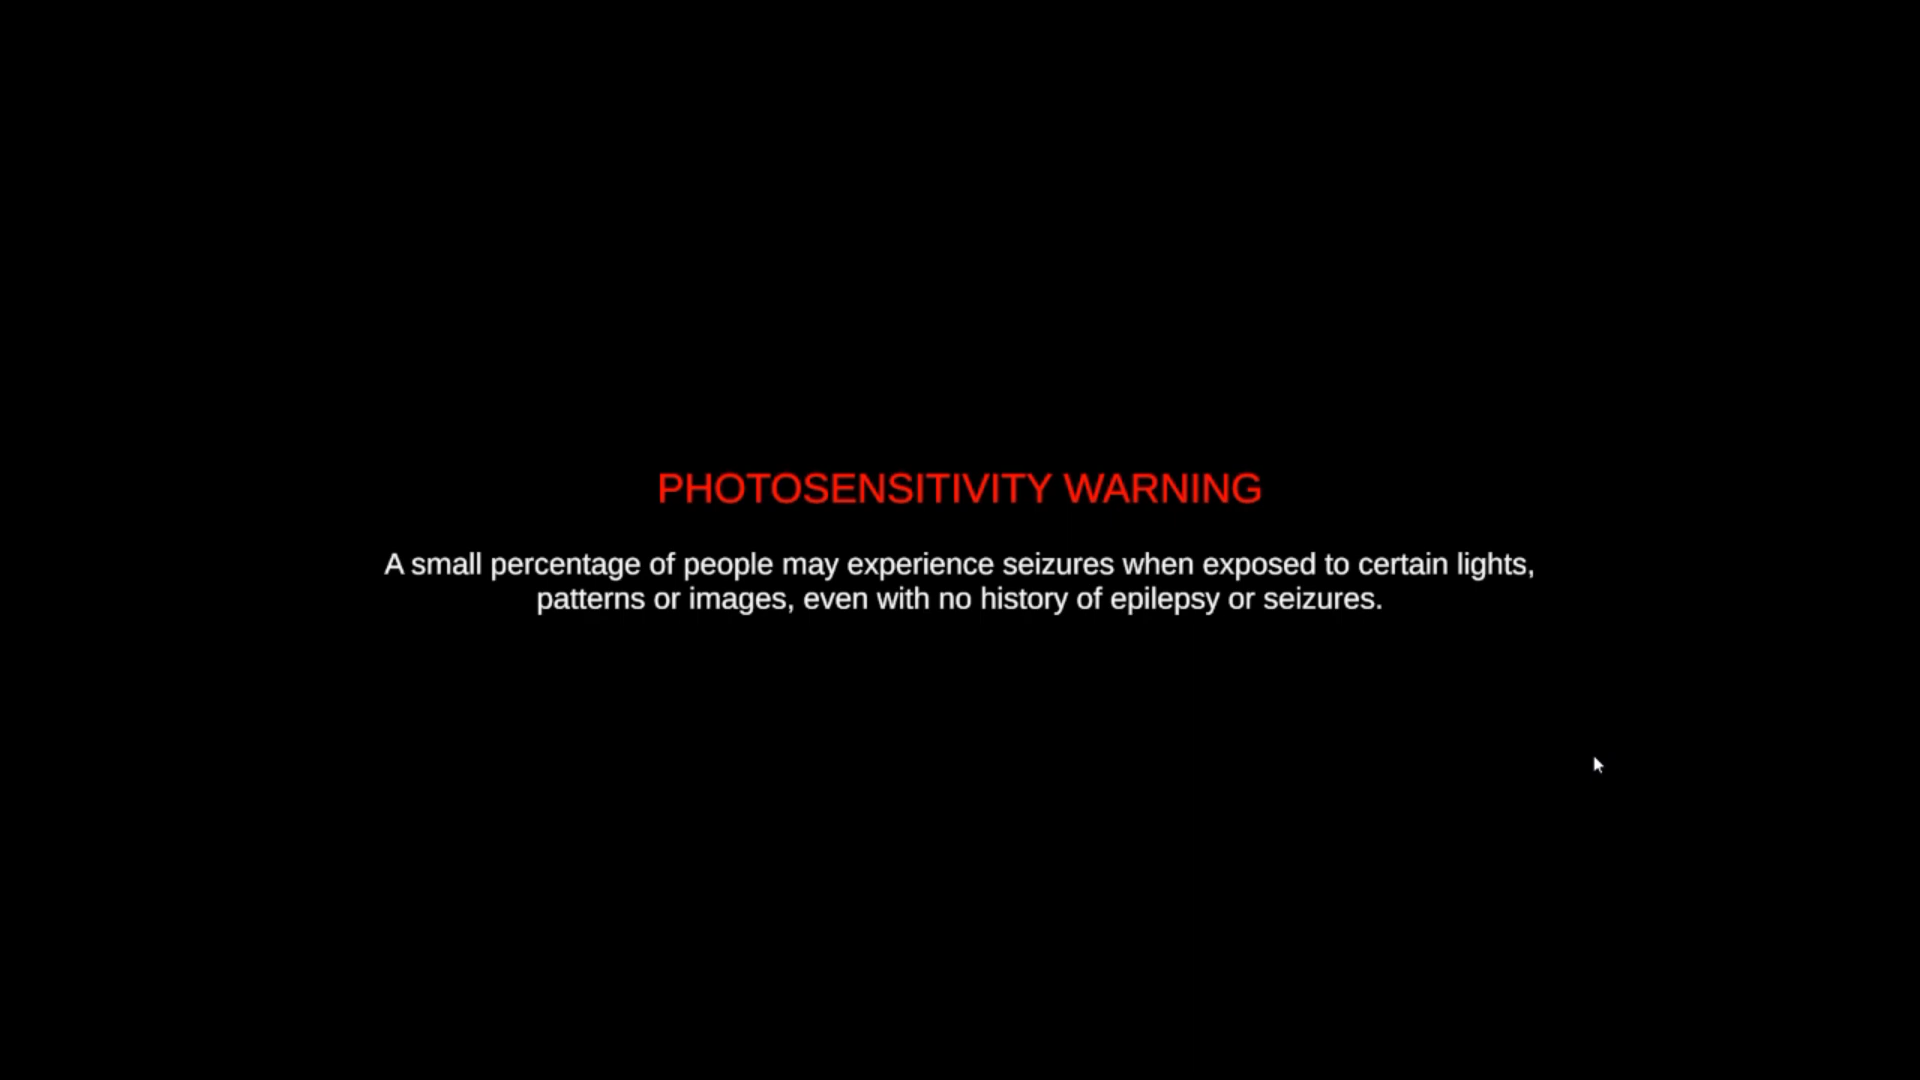 PHOTOSENSITIVITY WARNING
A small percentage of people may experience seizures when exposed to certain lights,
patterns or images, even with no history of epilepsy or seizures.